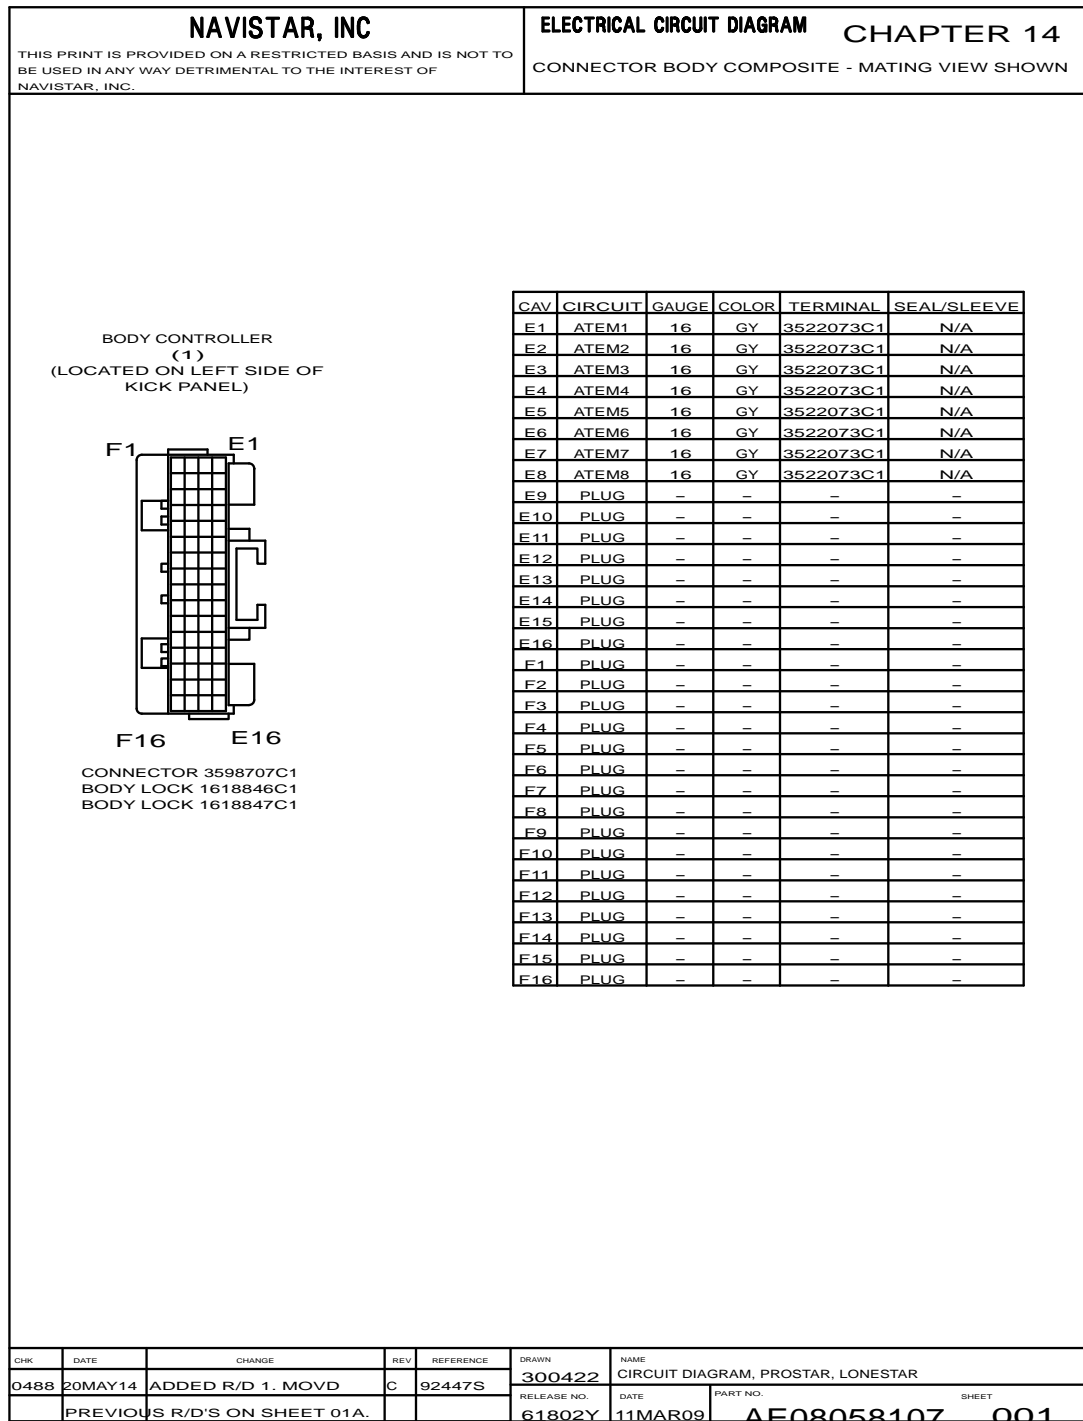 NAVISTAR, INC
THIS PRINT IS PROVIDED ON A RESTRICTED BASIS AND IS NOT TO
BE USED IN ANY WAY DETRIMENTAL TO THE INTEREST OF
NAVISTAR, INC.
ELECTRICAL CIRCUIT DIAGRAM CHAPTER 14
CONNECTOR BODY COMPOSITE - MATING VIEW SHOWN
BODY CONTROLLER
(1)
(LOCATED ON LEFT SIDE OF
KICK PANEL)
F1 E1
F16 E16
CONNECTOR 3598707C1
BODY LOCK 1618846C1
BODY LOCK 1618847C1
CAV CIRCUIT GAUGE COLOR TERMINAL SEAL/SLEEVE
E1 ATEM1 16 GY 3522073C1 N/A
E2 ATEM2 16 GY 3522073C1 N/A
E3 ATEM3 16 GY 3522073C1 N/A
E4 ATEM4 16 GY 3522073C1 N/A
E5 ATEM5 16 GY 3522073C1 N/A
E6 ATEM6 16 GY 3522073C1 N/A
E7 ATEM7 16 GY 3522073C1 N/A
E8 ATEM8 16 GY 3522073C1 N/A
E9 PLUG – – – –
E10 PLUG – – – –
E11 PLUG – – – –
E12 PLUG – – – –
E13 PLUG – – – –
E14 PLUG – – – –
E15 PLUG – – – –
E16 PLUG – – – –
F1 PLUG – – – –
F2 PLUG – – – –
F3 PLUG – – – –
F4 PLUG – – – –
F5 PLUG – – – –
F6 PLUG – – – –
F7 PLUG – – – –
F8 PLUG – – – –
F9 PLUG – – – –
F10 PLUG – – – –
F11 PLUG – – – –
F12 PLUG – – – –
F13 PLUG – – – –
F14 PLUG – – – –
F15 PLUG – – – –
F16 PLUG – – – –
CHK DATE CHANGE REV REFERENCE
0488 20MAY14 ADDED R/D 1. MOVD C 92447S
PREVIOUS R/D'S ON SHEET 01A.
DRAWN
300422
NAME
CIRCUIT DIAGRAM, PROSTAR, LONESTAR
RELEASE NO. DATE PART NO. SHEET
61802Y 11MAR09 AE08058107 001